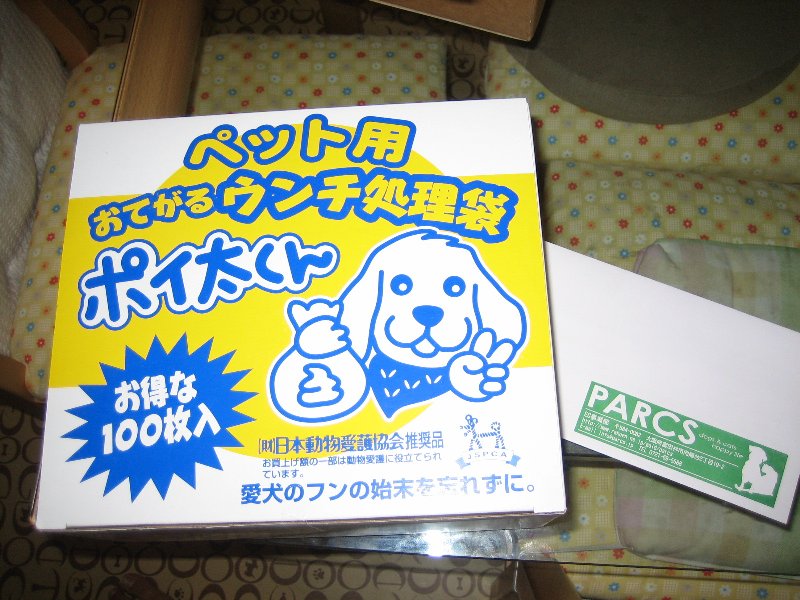 ペット用
おてがるウンチ処理袋
ポイ太くん
お得な
100枚入
(財)日本動物愛護協会推奨品
お買上げ額の一部は動物愛護に役立てられ
ています。
JSPCA
愛犬のフンの始末を忘れずに。
PARCS